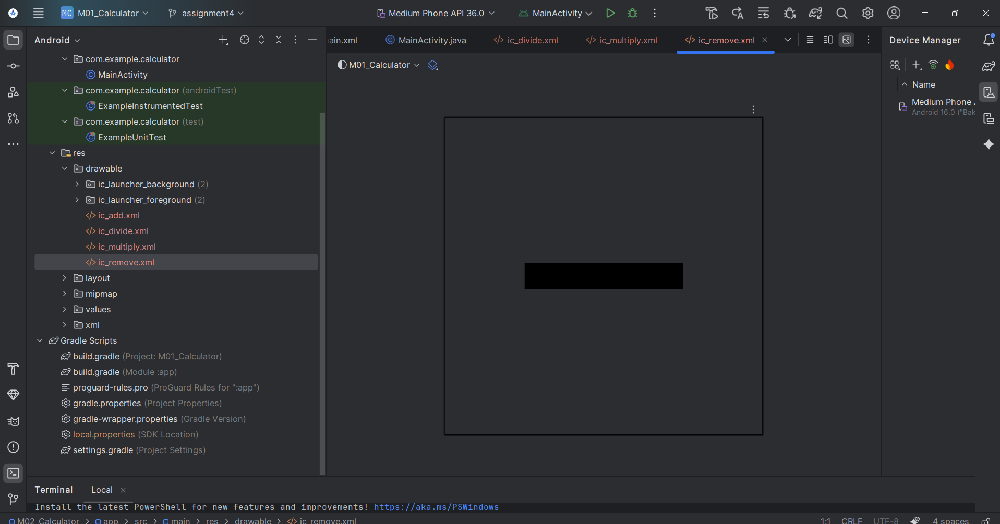 MC M01_Calculator assignment4 Medium Phone API 36.0 MainActivity
Android
ain.xml MainActivity.java ic_divide.xml ic_multiply.xml ic_remove.xml
Device Manager
M01_Calculator
Name
Medium Phone
Android 16.0 ("Bak
com.example.calculator
MainActivity
com.example.calculator (androidTest)
ExampleInstrumentedTest
com.example.calculator (test)
ExampleUnitTest
res
drawable
ic_launcher_background (2)
ic_launcher_foreground (2)
ic_add.xml
ic_divide.xml
ic_multiply.xml
ic_remove.xml
layout
mipmap
values
xml
Gradle Scripts
build.gradle (Project: M01_Calculator)
build.gradle (Module :app)
proguard-rules.pro (ProGuard Rules for ":app")
gradle.properties (Project Properties)
gradle-wrapper.properties (Gradle Version)
local.properties (SDK Location)
settings.gradle (Project Settings)
Terminal Local
Install the latest PowerShell for new features and improvements! https://aka.ms/PSWindows
M02_Calculator > app > src > main > res > drawable > ic_remove.xml 1:1 CRLF UTF-8 4 spaces